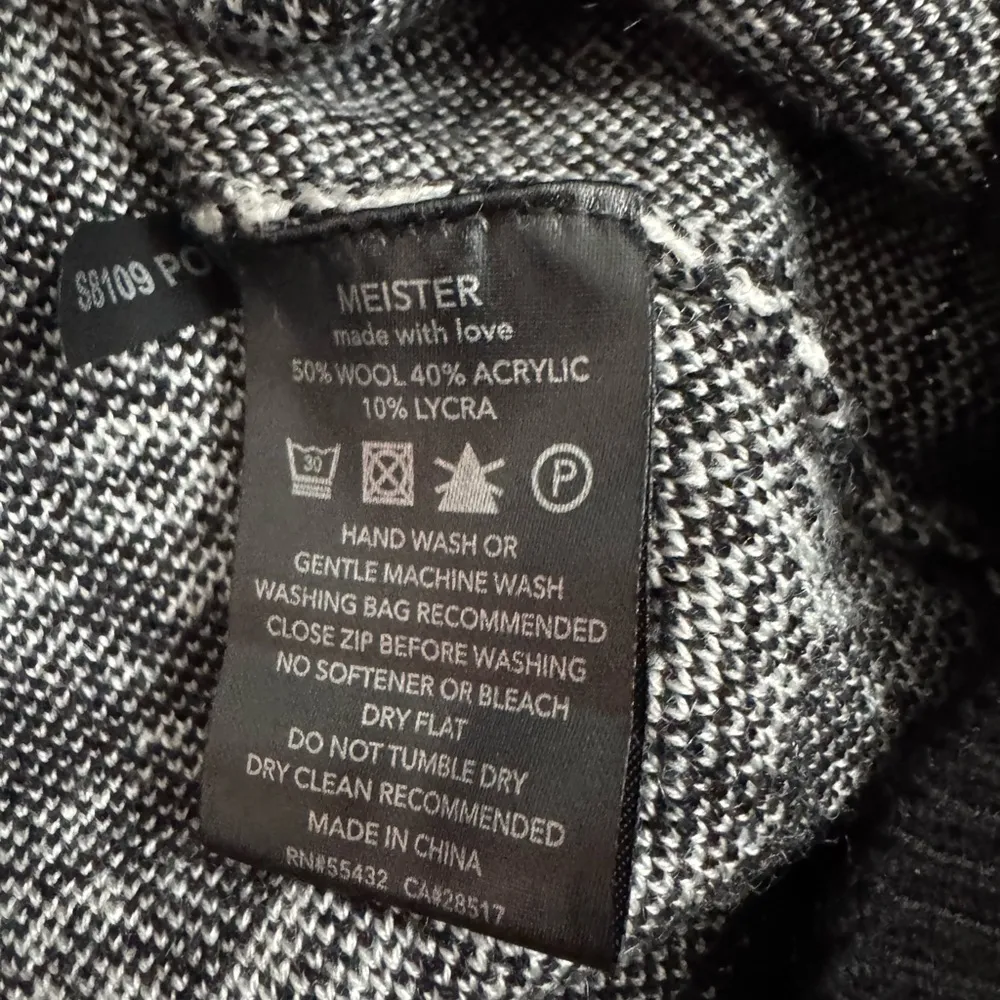 S8109 PO
MEISTER
made with love
50% WOOL 40% ACRYLIC
10% LYCRA
30
P
HAND WASH OR
GENTLE MACHINE WASH
WASHING BAG RECOMMENDED
CLOSE ZIP BEFORE WASHING
NO SOFTENER OR BLEACH
DRY FLAT
DO NOT TUMBLE DRY
DRY CLEAN RECOMMENDED
MADE IN CHINA
RN#55432 CA#28517